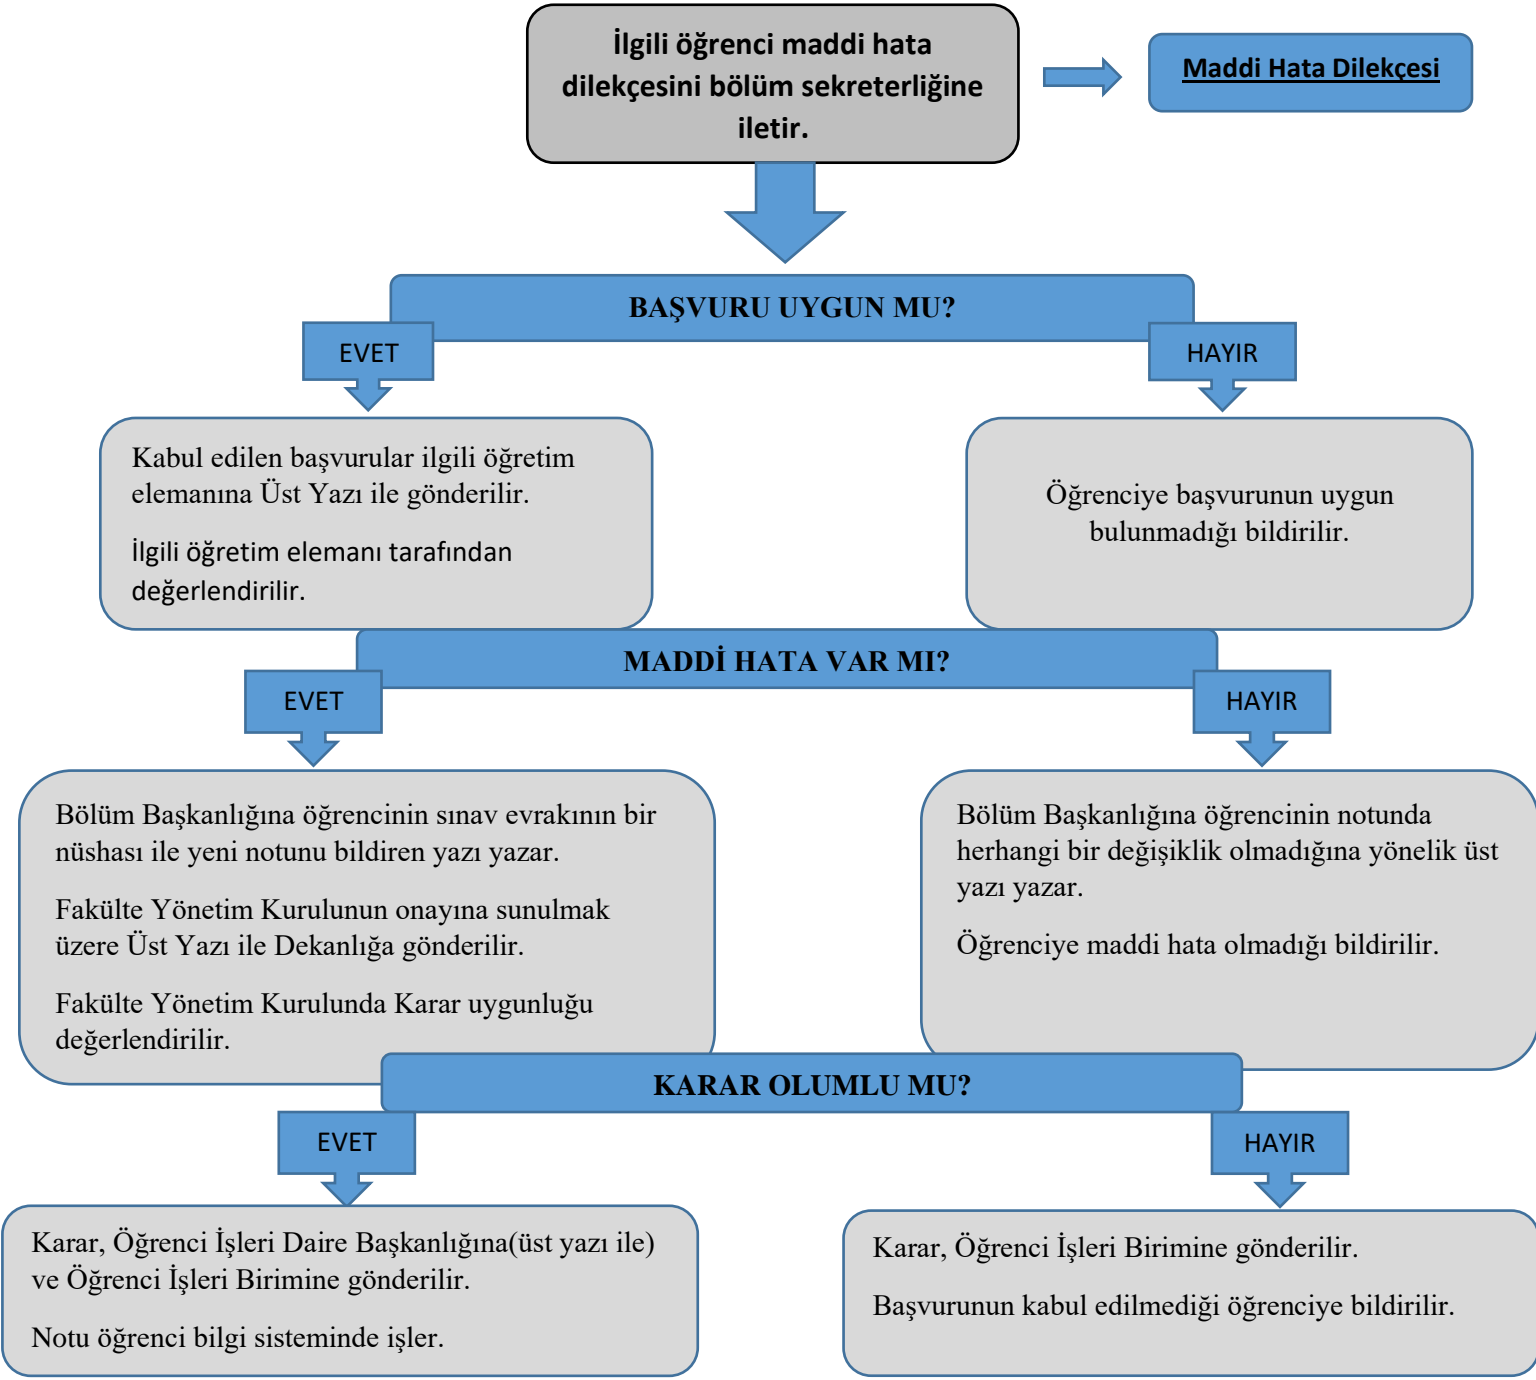 İlgili öğrenci maddi hata
dilekçesini bölüm sekreterliğine
iletir.
Maddi Hata Dilekçesi
BAŞVURU UYGUN MU?
EVET
HAYIR
Kabul edilen başvurular ilgili öğretim
elemanına Üst Yazı ile gönderilir.
İlgili öğretim elemanı tarafından
değerlendirilir.
Öğrenciye başvurunun uygun
bulunmadığı bildirilir.
MADDİ HATA VAR MI?
EVET
HAYIR
Bölüm Başkanlığına öğrencinin sınav evrakının bir
nüshası ile yeni notunu bildiren yazı yazar.
Fakülte Yönetim Kurulunun onayına sunulmak
üzere Üst Yazı ile Dekanlığa gönderilir.
Fakülte Yönetim Kurulunda Karar uygunluğu
değerlendirilir.
Bölüm Başkanlığına öğrencinin notunda
herhangi bir değişiklik olmadığına yönelik üst
yazı yazar.
Öğrenciye maddi hata olmadığı bildirilir.
KARAR OLUMLU MU?
EVET
HAYIR
Karar, Öğrenci İşleri Daire Başkanlığına(üst yazı ile)
ve Öğrenci İşleri Birimine gönderilir.
Notu öğrenci bilgi sisteminde işler.
Karar, Öğrenci İşleri Birimine gönderilir.
Başvurunun kabul edilmediği öğrenciye bildirilir.